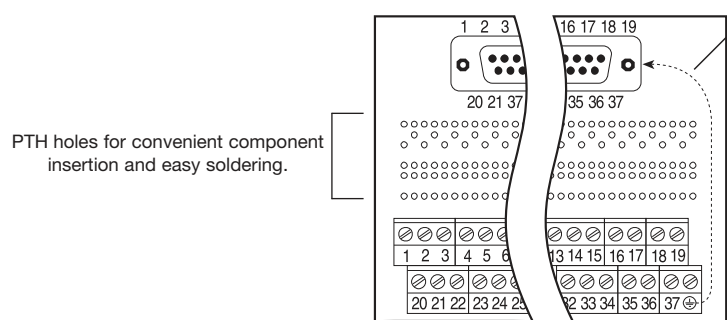 1 2 3 16 17 18 19
20 21 37 35 36 37
PTH holes for convenient component
insertion and easy soldering.
1 2 3 4 5 6 13 14 15 16 17 18 19
20 21 22 23 24 25 32 33 34 35 36 37